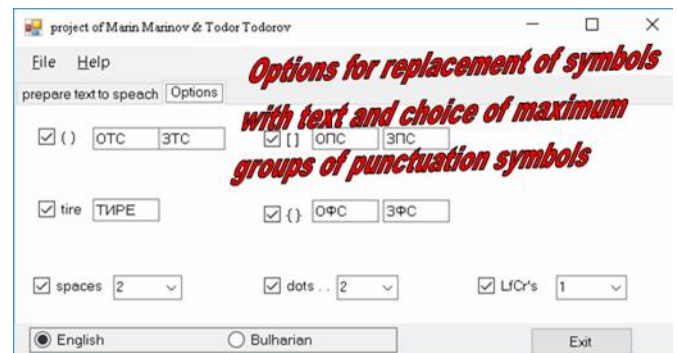 project of Marin Marinov & Todor Todorov
File Help
prepare text to speach Options
Options for replacement of symbols
with text and choice of maximum
groups of punctuation symbols
( ) ОТС ЗТС [] ОПС ЗПС
tire ТИРЕ {} ОФС ЗФС
spaces 2 dots . . 2 LfCr's 1
English Bulharian Exit